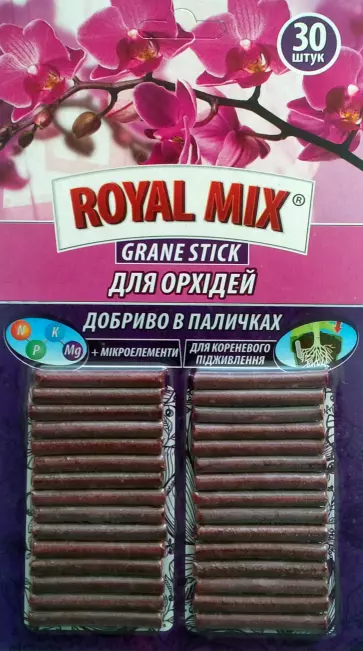 30
штук
ROYAL MIX®
GRANE STICK
ДЛЯ ОРХІДЕЙ
ДОБРИВО В ПАЛИЧКАХ
N K P Mg
+ МІКРОЕЛЕМЕНТИ
ДЛЯ КОРЕНЕВОГО
ПІДЖИВЛЕННЯ